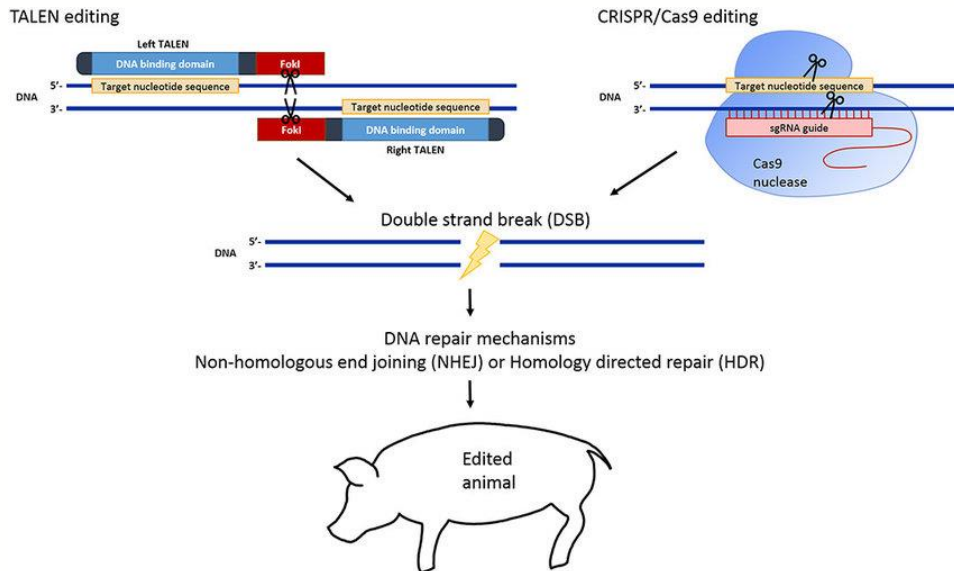 TALEN editing
Left TALEN
DNA binding domain
FokI
5'-
Target nucleotide sequence
DNA
3'-
Target nucleotide sequence
FokI
DNA binding domain
Right TALEN
CRISPR/Cas9 editing
5'-
Target nucleotide sequence
DNA
3'-
sgRNA guide
Cas9
nuclease
Double strand break (DSB)
5'-
DNA
3'-
DNA repair mechanisms
Non-homologous end joining (NHEJ) or Homology directed repair (HDR)
Edited
animal